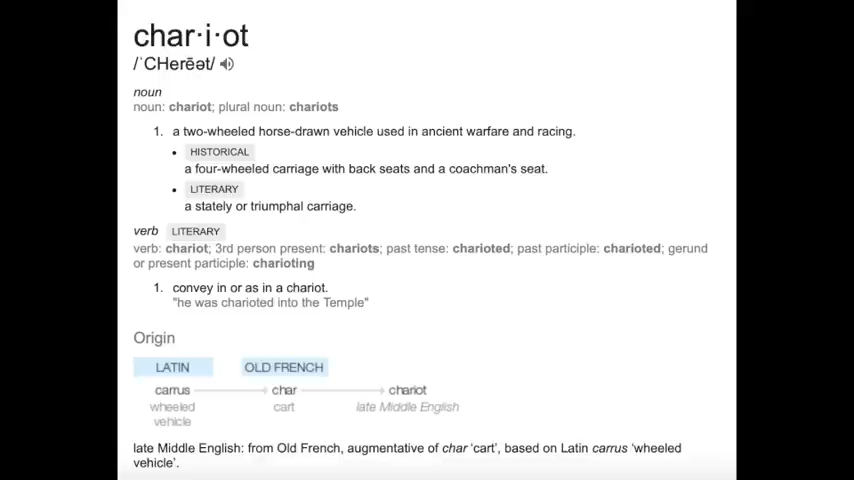 char·i·ot
/ˈCHerēət/
noun
noun: chariot; plural noun: chariots
1. a two-wheeled horse-drawn vehicle used in ancient warfare and racing.
• HISTORICAL
a four-wheeled carriage with back seats and a coachman's seat.
• LITERARY
a stately or triumphal carriage.
verb LITERARY
verb: chariot; 3rd person present: chariots; past tense: charioted; past participle: charioted; gerund
or present participle: charioting
1. convey in or as in a chariot.
"he was charioted into the Temple"
Origin
LATIN OLD FRENCH
carrus char chariot
wheeled cart late Middle English
vehicle
late Middle English: from Old French, augmentative of char ‘cart’, based on Latin carrus ‘wheeled
vehicle’.